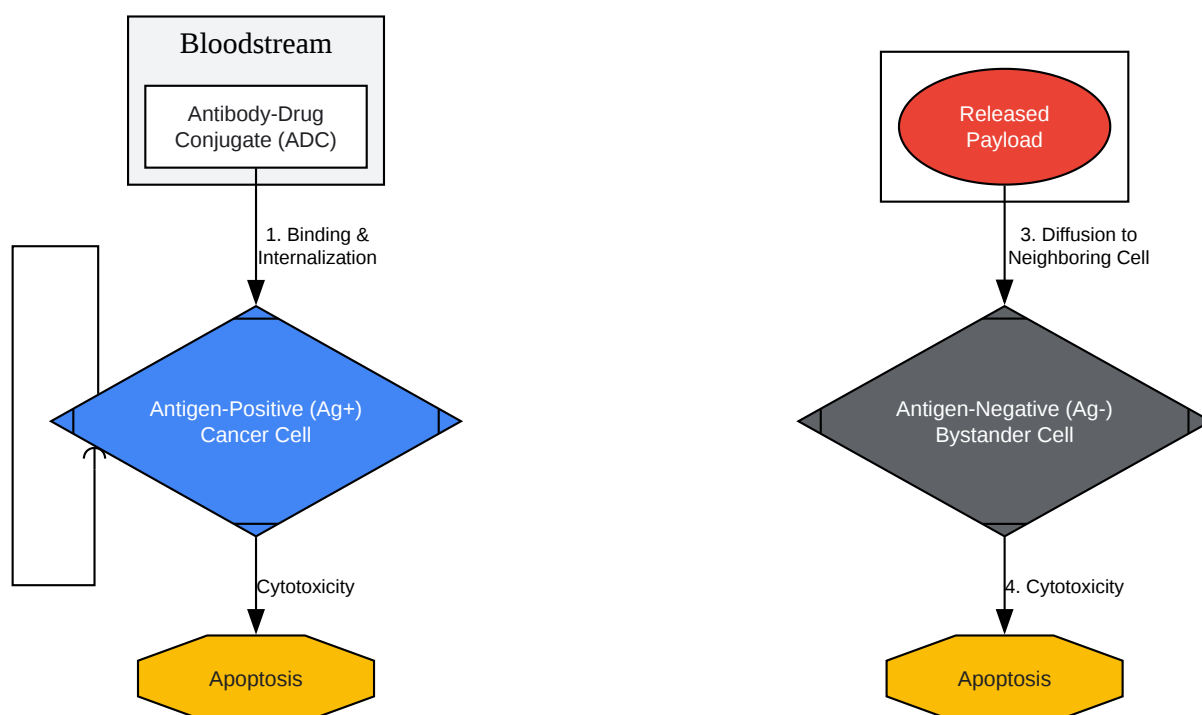 Bloodstream
Antibody-Drug
Conjugate (ADC)
1. Binding &
Internalization
Antigen-Positive (Ag+)
Cancer Cell
Cytotoxicity
Apoptosis
Released
Payload
3. Diffusion to
Neighboring Cell
Antigen-Negative (Ag-)
Bystander Cell
4. Cytotoxicity
Apoptosis